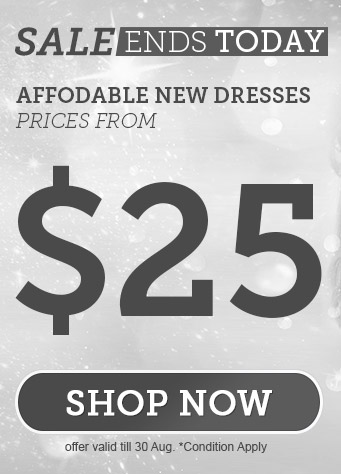 SALE ENDS TODAY
AFFODABLE NEW DRESSES
PRICES FROM
$25
SHOP NOW
offer valid till 30 Aug. *Condition Apply